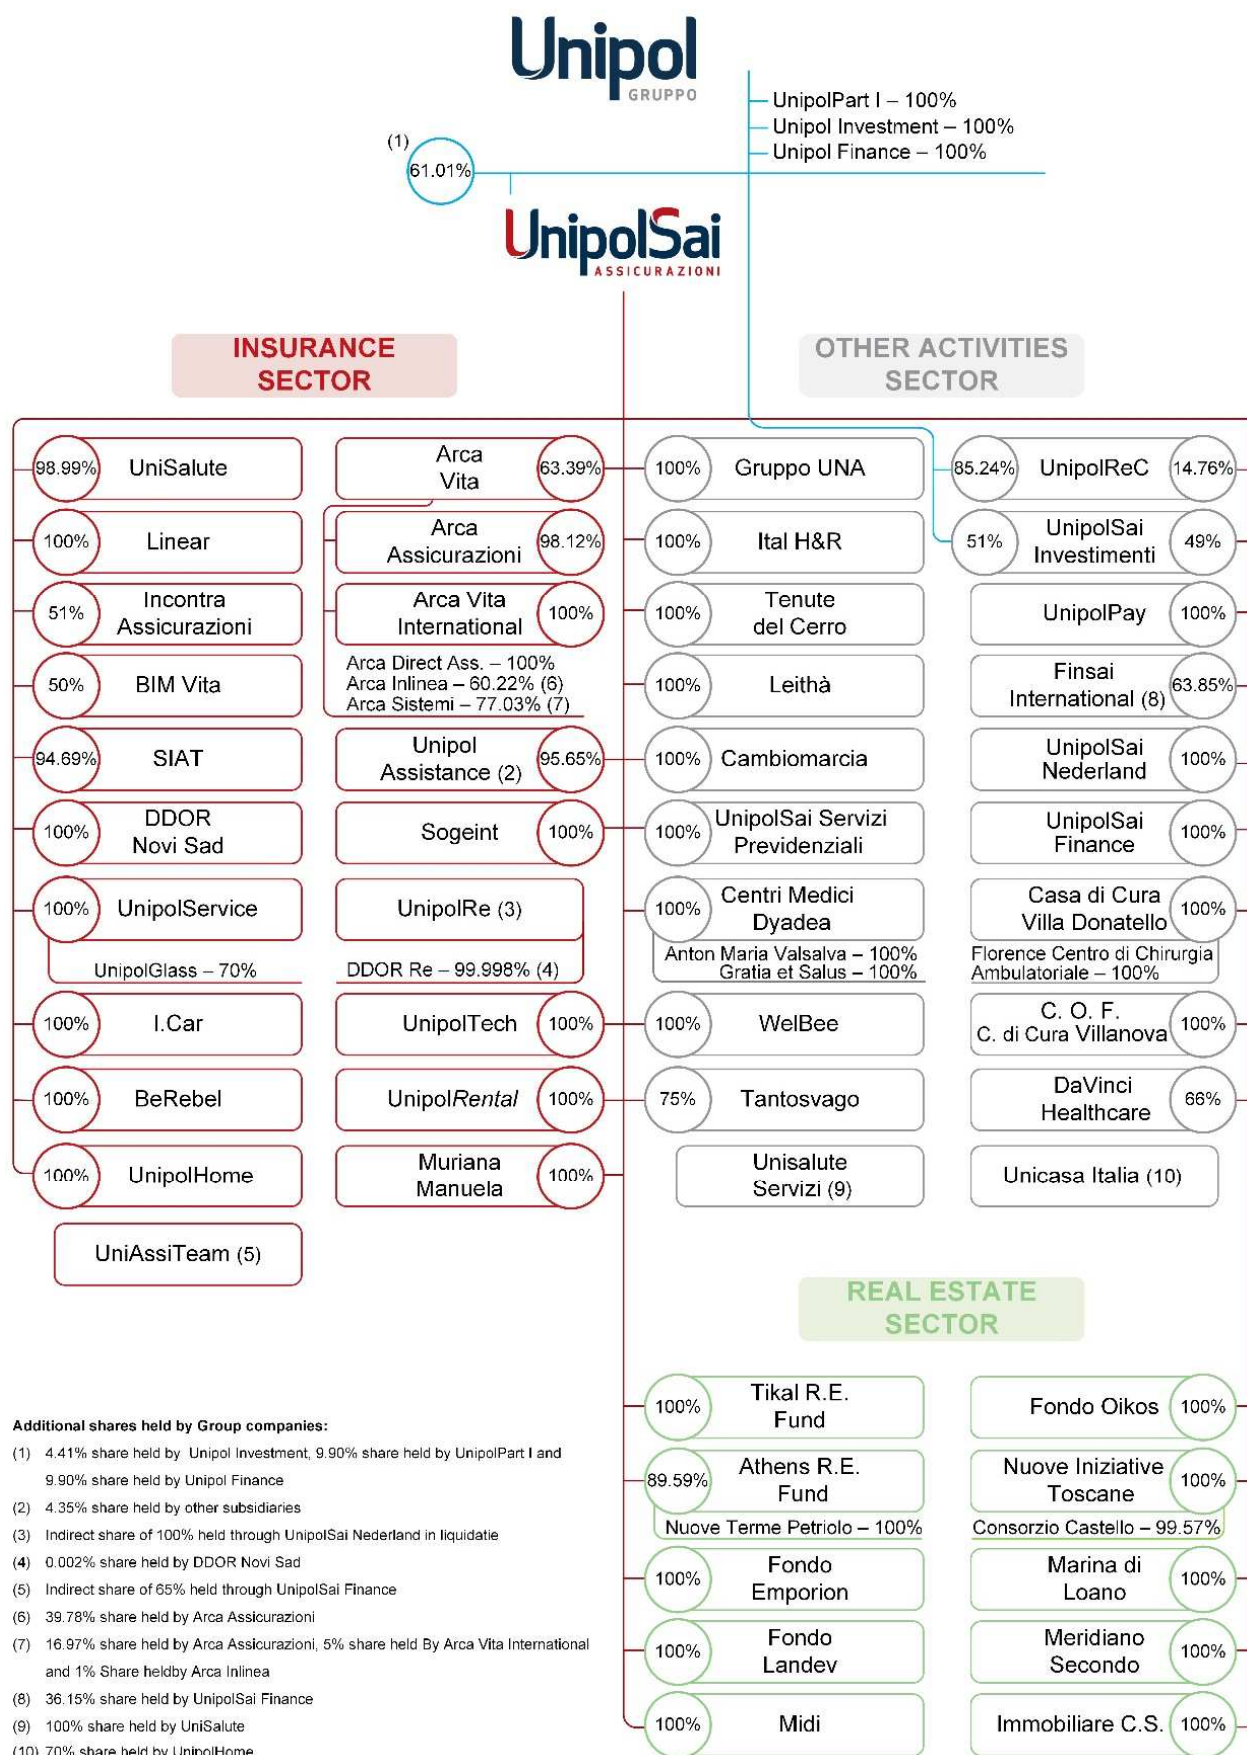 Unipol
GRUPPO
UnipolPart I – 100%
Unipol Investment – 100%
Unipol Finance – 100%
(1)
61.01%
UnipolSai
ASSICURAZIONI
INSURANCE
SECTOR
OTHER ACTIVITIES
SECTOR
98.99% UniSalute
Arca
Vita
63.39%
100% Gruppo UNA
85.24% UnipolReC 14.76%
100% Linear
Arca
Assicurazioni
98.12%
100% Ital H&R
51%
UnipolSai
Investimenti
49%
51%
Incontra
Assicurazioni
Arca Vita
International
100%
100%
Tenute
del Cerro
UnipolPay 100%
50% BIM Vita
Arca Direct Ass. – 100%
Arca Inlinea – 60.22% (6)
Arca Sistemi – 77.03% (7)
100% Leithà
Finsai
International (8)
63.85%
94.69% SIAT
Unipol
Assistance (2)
95.65%
100% Cambiomarcia
UnipolSai
Nederland
100%
100%
DDOR
Novi Sad
Sogeint 100%
100%
UnipolSai Servizi
Previdenziali
UnipolSai
Finance
100%
100% UnipolService
UnipolGlass – 70%
UnipolRe (3)
DDOR Re – 99.998% (4)
100%
Centri Medici
Dyadea
Anton Maria Valsalva – 100%
Gratia et Salus – 100%
Casa di Cura
Villa Donatello
100%
Florence Centro di Chirurgia
Ambulatoriale – 100%
100% I.Car
UnipolTech 100%
100% WelBee
C. O. F.
C. di Cura Villanova
100%
100% BeRebel
UnipolRental 100%
75% Tantosvago
DaVinci
Healthcare
66%
100% UnipolHome
Muriana
Manuela
100%
Unisalute
Servizi (9)
Unicasa Italia (10)
UniAssiTeam (5)
REAL ESTATE
SECTOR
100%
Tikal R.E.
Fund
Fondo Oikos 100%
89.59%
Athens R.E.
Fund
Nuove Terme Petriolo – 100%
Nuove Iniziative
Toscane
100%
Consorzio Castello – 99.57%
100%
Fondo
Emporion
Marina di
Loano
100%
100%
Fondo
Landev
Meridiano
Secondo
100%
100% Midi
Immobiliare C.S. 100%
Additional shares held by Group companies:
(1) 4.41% share held by Unipol Investment, 9.90% share held by UnipolPart I and
9.90% share held by Unipol Finance
(2) 4.35% share held by other subsidiaries
(3) Indirect share of 100% held through UnipolSai Nederland in liquidatie
(4) 0.002% share held by DDOR Novi Sad
(5) Indirect share of 65% held through UnipolSai Finance
(6) 39.78% share held by Arca Assicurazioni
(7) 16.97% share held by Arca Assicurazioni, 5% share held By Arca Vita International
and 1% Share heldby Arca Inlinea
(8) 36.15% share held by UnipolSai Finance
(9) 100% share held by UniSalute
(10) 70% share held by UnipolHome